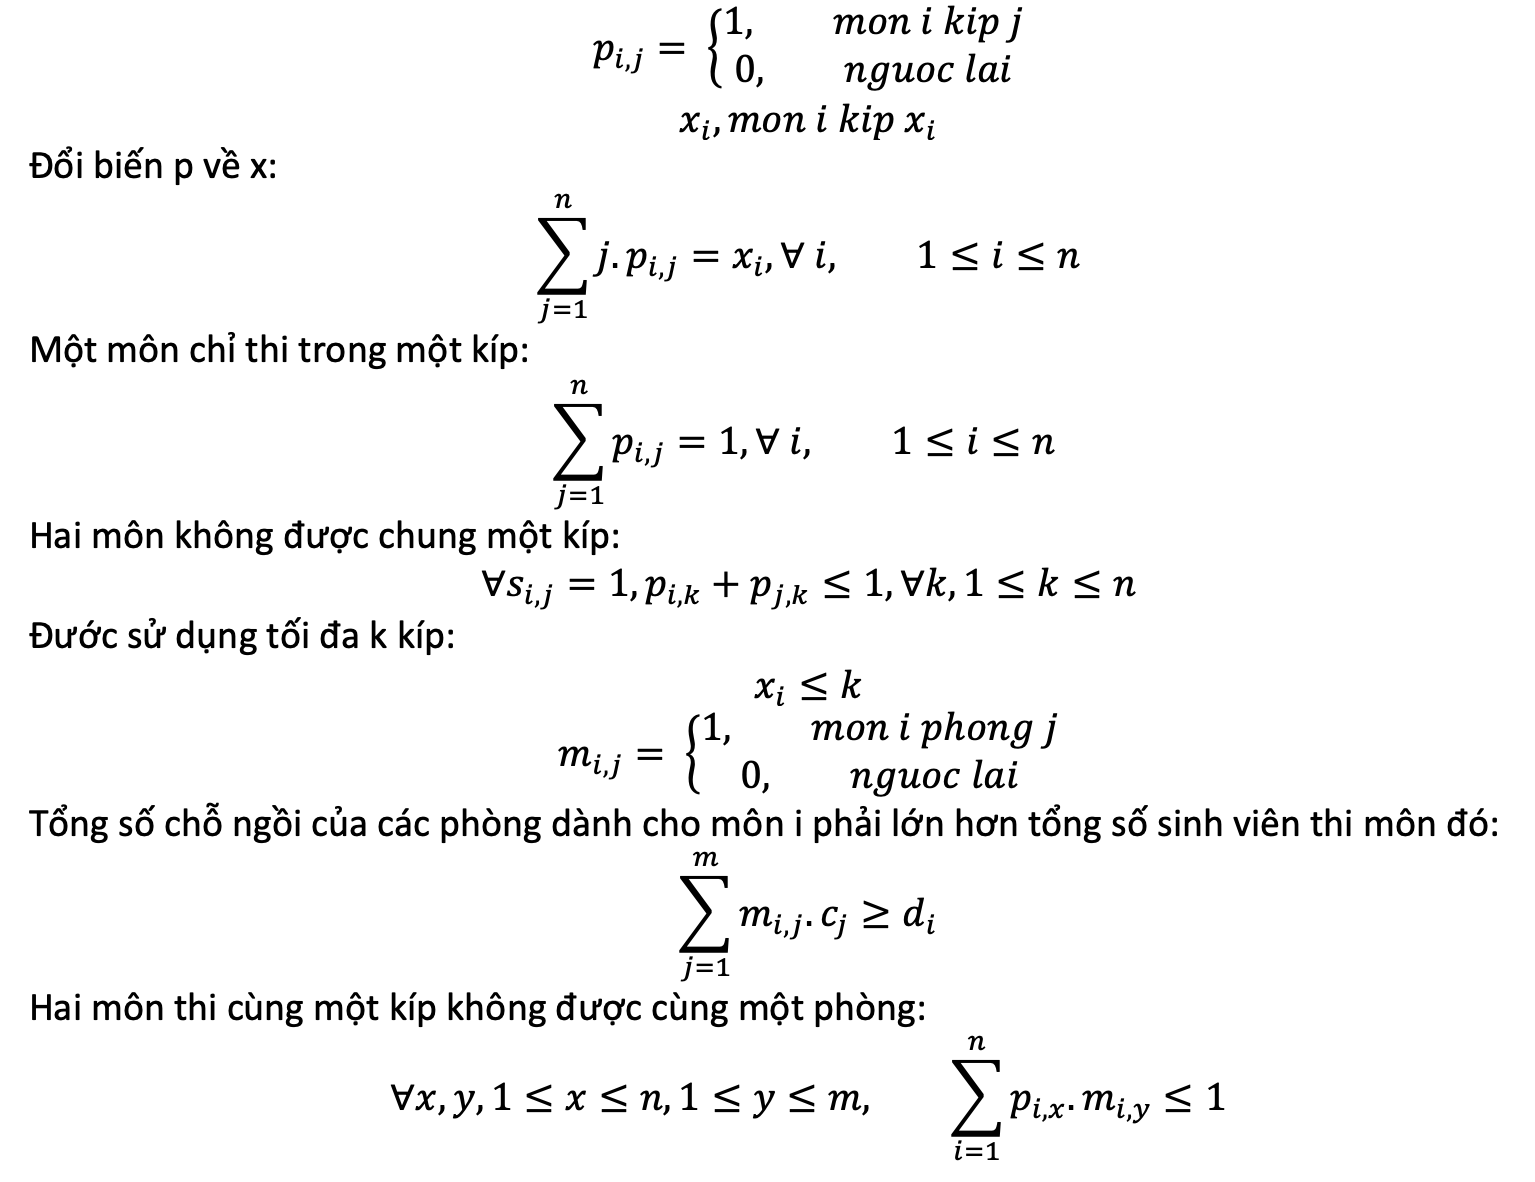 p_{i,j} = { 1, mon i kip j
0, nguoc lai
x_i, mon i kip x_i
Đổi biến p về x:
∑_{j=1}^{n} j.p_{i,j} = x_i, ∀ i, 1 ≤ i ≤ n
Một môn chỉ thi trong một kíp:
∑_{j=1}^{n} p_{i,j} = 1, ∀ i, 1 ≤ i ≤ n
Hai môn không được chung một kíp:
∀s_{i,j} = 1, p_{i,k} + p_{j,k} ≤ 1, ∀k, 1 ≤ k ≤ n
Đước sử dụng tối đa k kíp:
x_i ≤ k
m_{i,j} = { 1, mon i phong j
0, nguoc lai
Tổng số chỗ ngồi của các phòng dành cho môn i phải lớn hơn tổng số sinh viên thi môn đó:
∑_{j=1}^{m} m_{i,j}. c_j ≥ d_i
Hai môn thi cùng một kíp không được cùng một phòng:
∀x, y, 1 ≤ x ≤ n, 1 ≤ y ≤ m, ∑_{i=1}^{n} p_{i,x}. m_{i,y} ≤ 1